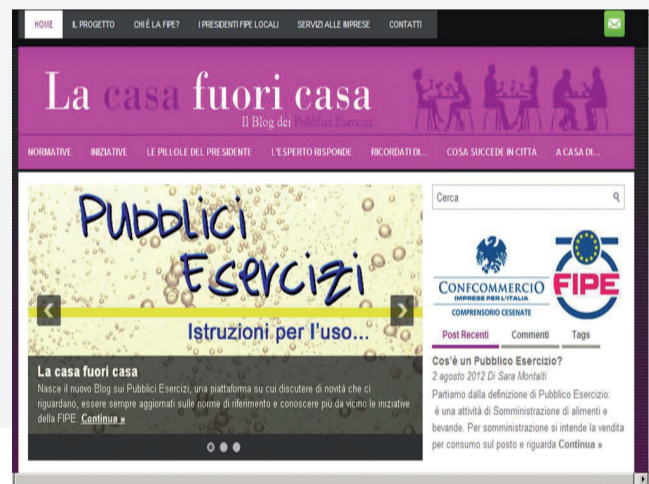 HOME IL PROGETTO CHI È LA FIPE? I PRESIDENTI FIPE LOCALI SERVIZI ALLE IMPRESE CONTATTI
La casa fuori casa
Il Blog dei Pubblici Esercizi
NORMATIVE INIZIATIVE LE PILLOLE DEL PRESIDENTE L'ESPERTO RISPONDE RICORDATI DI... COSA SUCCEDE IN CITTÀ A CASA DI...
Pubblici
Esercizi
Istruzioni per l'uso...
La casa fuori casa
Nasce il nuovo Blog sui Pubblici Esercizi, una piattaforma su cui discutere di novità che ci
riguardano, essere sempre aggiornati sulle norme di riferimento e conoscere più da vicino le iniziative
della FIPE Continua »
Cerca
CONFCOMMERCIO
IMPRESE PER L'ITALIA
COMPRENSORIO CESENATE
FIPE
Post Recenti Commenti Tags
Cos'è un Pubblico Esercizio?
2 agosto 2012 Di Sara Montalti
Partiamo dalla definizione di Pubblico Esercizio:
è una attività di Somministrazione di alimenti e
bevande. Per somministrazione si intende la vendita
per consumo sul posto e riguarda Continua »